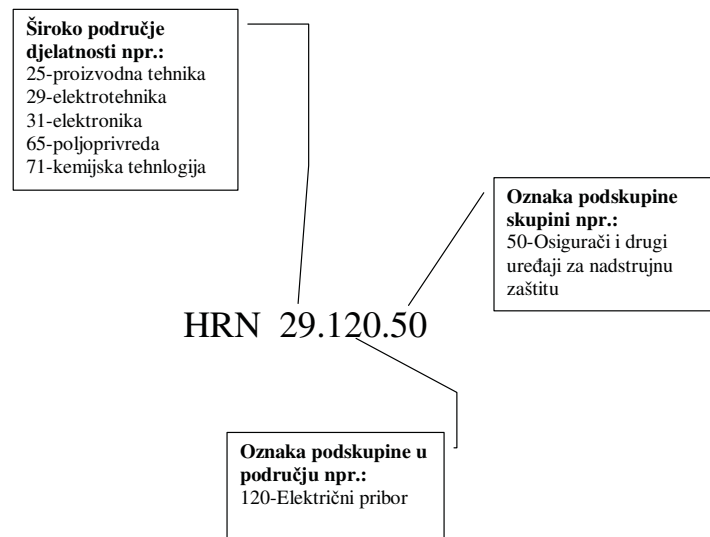 Široko područje
djelatnosti npr.:
25-proizvodna tehnika
29-elektrotehnika
31-elektronika
65-poljoprivreda
71-kemijska tehnlogija
Oznaka podskupine
skupini npr.:
50-Osigurači i drugi
uređaji za nadstrujnu
zaštitu
HRN 29.120.50
Oznaka podskupine u
području npr.:
120-Električni pribor